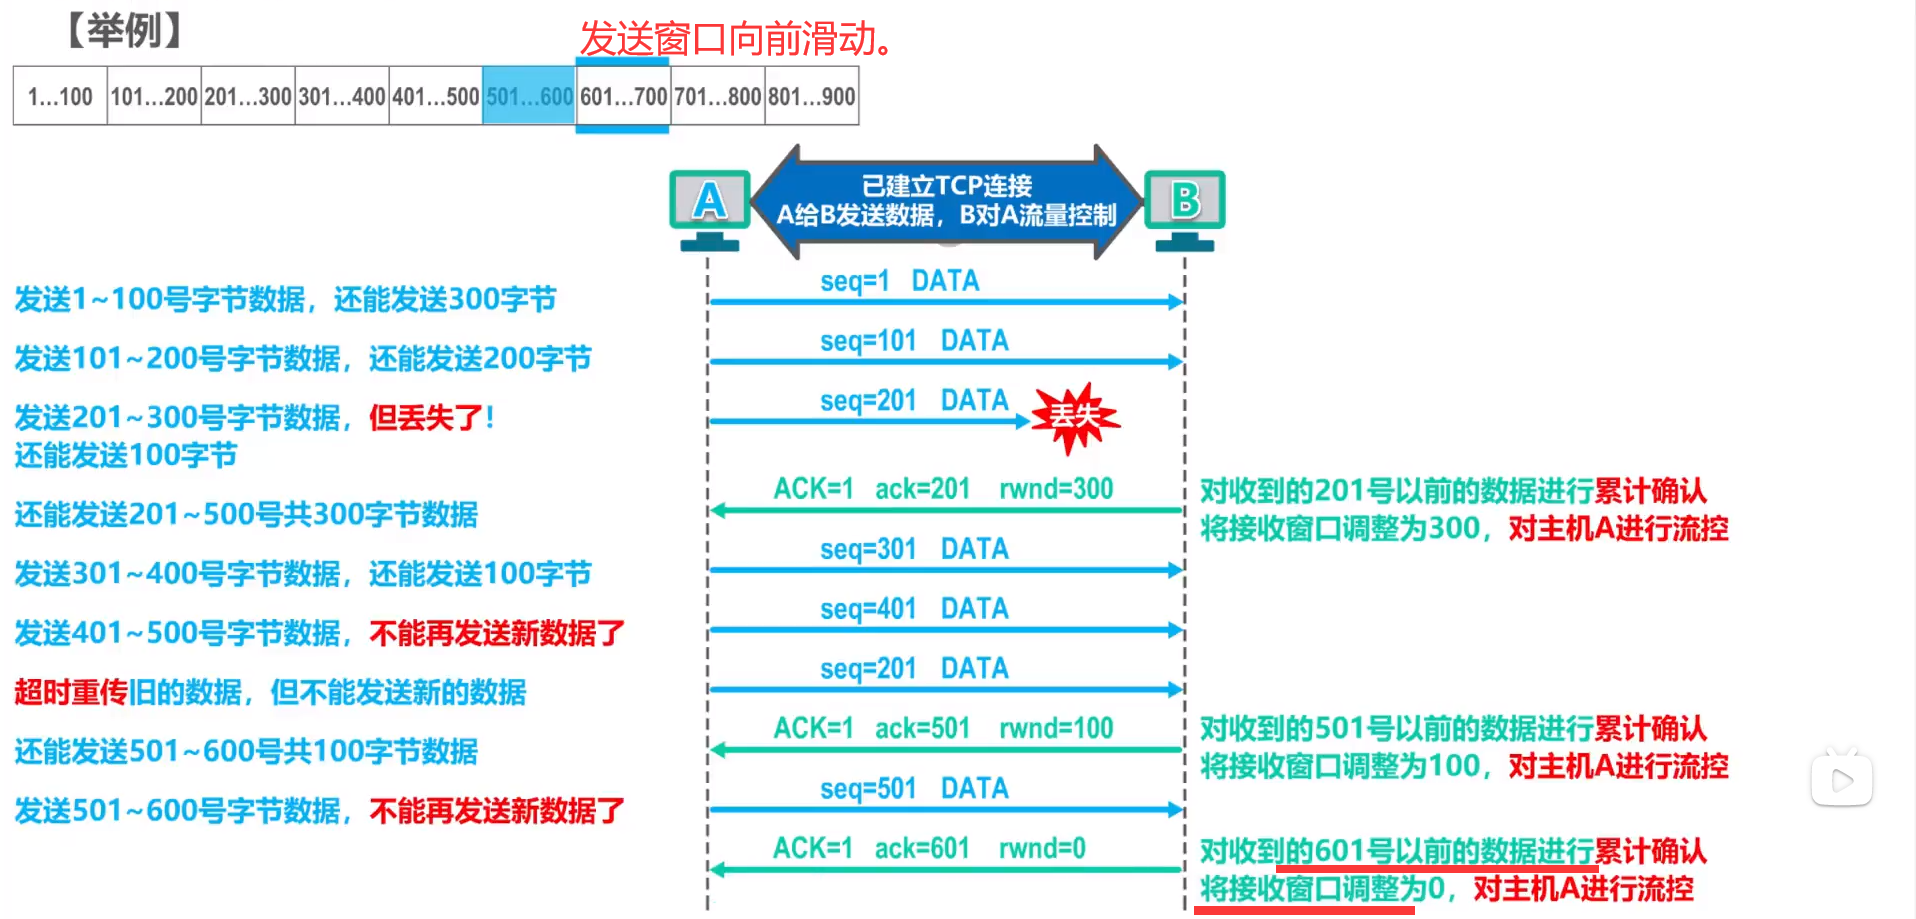 【举例】
发送窗口向前滑动。
1...100 101...200 201...300 301...400 401...500 501...600 601...700 701...800 801...900
A
已建立TCP连接
A给B发送数据，B对A流量控制
B
seq=1 DATA
发送1~100号字节数据，还能发送300字节
seq=101 DATA
发送101~200号字节数据，还能发送200字节
seq=201 DATA
丢失
发送201~300号字节数据，但丢失了！
还能发送100字节
ACK=1 ack=201 rwnd=300
对收到的201号以前的数据进行累计确认
将接收窗口调整为300，对主机A进行流控
还能发送201~500号共300字节数据
seq=301 DATA
发送301~400号字节数据，还能发送100字节
seq=401 DATA
发送401~500号字节数据，不能再发送新数据了
seq=201 DATA
超时重传旧的数据，但不能发送新的数据
ACK=1 ack=501 rwnd=100
对收到的501号以前的数据进行累计确认
将接收窗口调整为100，对主机A进行流控
还能发送501~600号共100字节数据
seq=501 DATA
发送501~600号字节数据，不能再发送新数据了
ACK=1 ack=601 rwnd=0
对收到的601号以前的数据进行累计确认
将接收窗口调整为0，对主机A进行流控